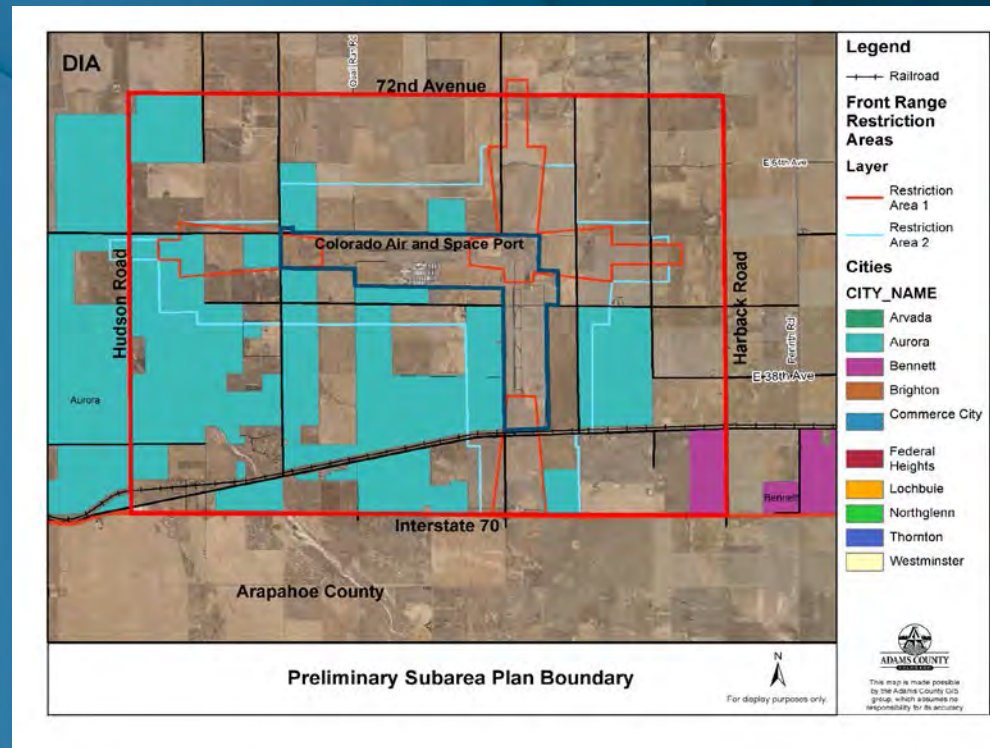 DIA
Quail Run Rd
72nd Avenue
E 64th Ave
Colorado Air and Space Port
Hudson Road
Harback Road
Penrith Rd
E 38th Ave
Aurora
Bennett
Interstate 70
Arapahoe County
Legend
Railroad
Front Range
Restriction
Areas
Layer
Restriction
Area 1
Restriction
Area 2
Cities
CITY_NAME
Arvada
Aurora
Bennett
Brighton
Commerce City
Federal
Heights
Lochbuie
Northglenn
Thornton
Westminster
Preliminary Subarea Plan Boundary
N
For display purposes only.
ADAMS COUNTY
This map is made possible
by the Adams County GIS
group, which assumes no
responsibility for its accuracy